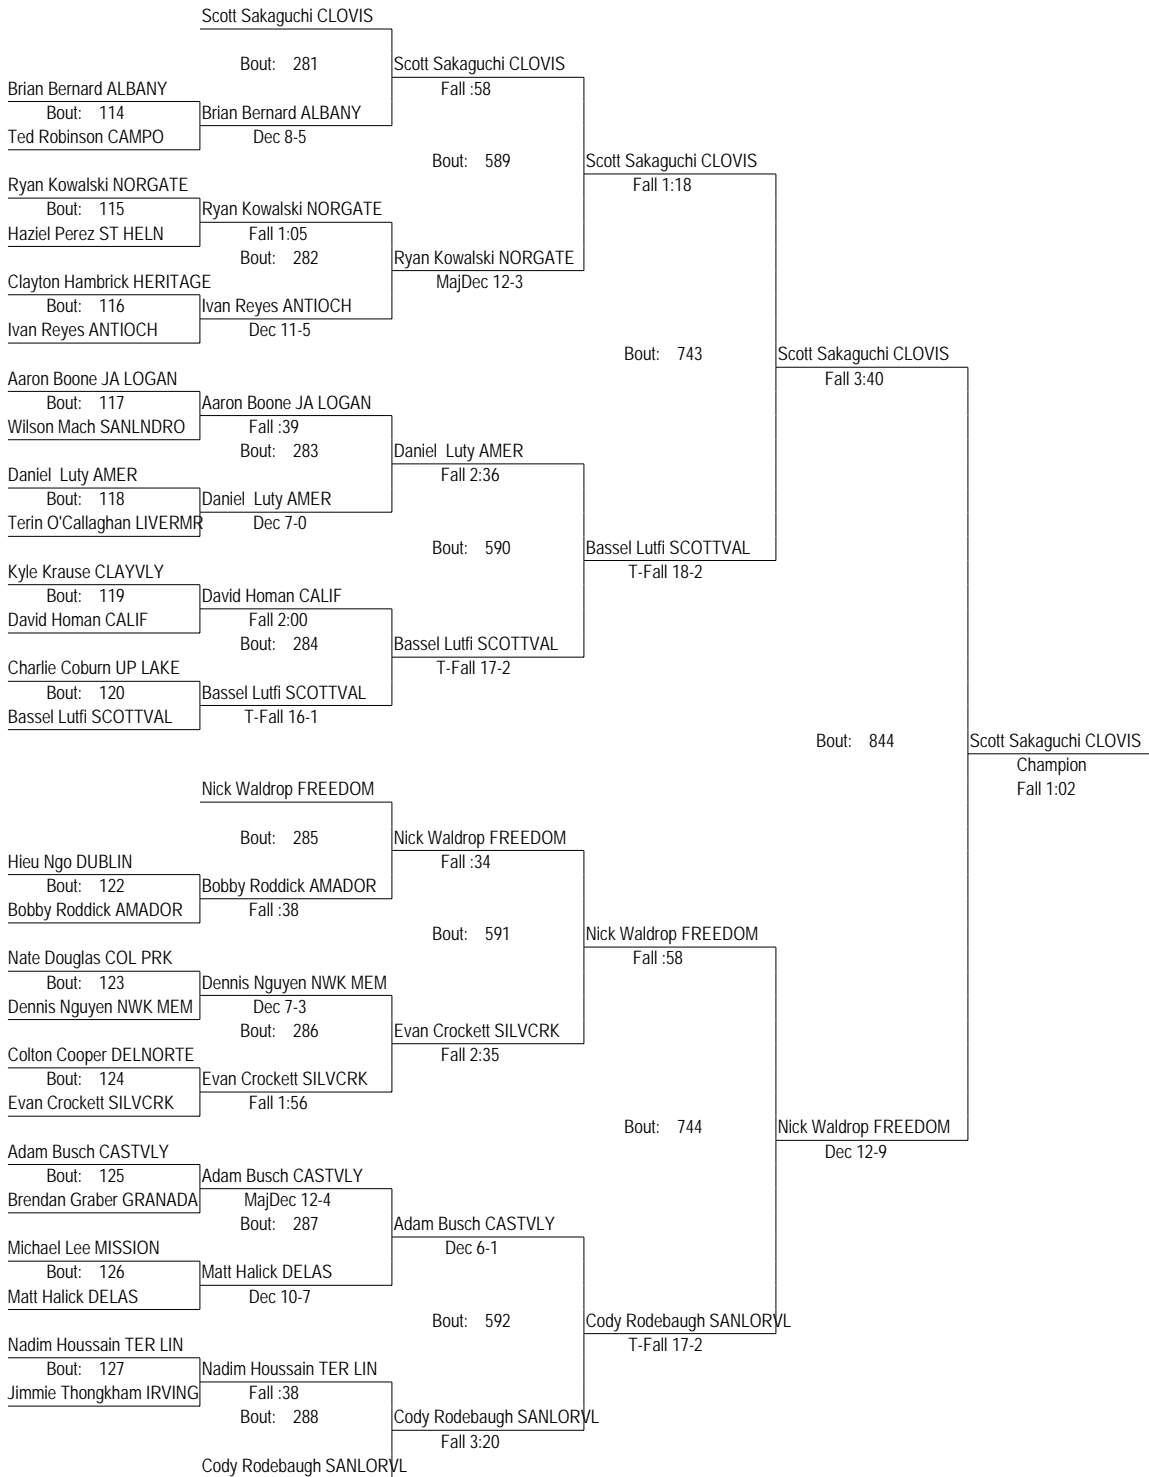 Scott Sakaguchi CLOVIS
Bout: 281
Scott Sakaguchi CLOVIS
Fall :58
Brian Bernard ALBANY
Bout: 114
Brian Bernard ALBANY
Ted Robinson CAMPO
Dec 8-5
Bout: 589
Scott Sakaguchi CLOVIS
Fall 1:18
Ryan Kowalski NORGATE
Bout: 115
Ryan Kowalski NORGATE
Haziel Perez ST HELN
Fall 1:05
Bout: 282
Ryan Kowalski NORGATE
MajDec 12-3
Clayton Hambrick HERITAGE
Bout: 116
Ivan Reyes ANTIOCH
Ivan Reyes ANTIOCH
Dec 11-5
Bout: 743
Scott Sakaguchi CLOVIS
Fall 3:40
Aaron Boone JA LOGAN
Bout: 117
Aaron Boone JA LOGAN
Wilson Mach SANLNDRO
Fall :39
Bout: 283
Daniel Luty AMER
Fall 2:36
Daniel Luty AMER
Bout: 118
Daniel Luty AMER
Terin O'Callaghan LIVERMR
Dec 7-0
Bout: 590
Bassel Lutfi SCOTTVAL
T-Fall 18-2
Kyle Krause CLAYVLY
Bout: 119
David Homan CALIF
David Homan CALIF
Fall 2:00
Bout: 284
Bassel Lutfi SCOTTVAL
T-Fall 17-2
Charlie Coburn UP LAKE
Bout: 120
Bassel Lutfi SCOTTVAL
Bassel Lutfi SCOTTVAL
T-Fall 16-1
Bout: 844
Scott Sakaguchi CLOVIS
Champion
Fall 1:02
Nick Waldrop FREEDOM
Bout: 285
Nick Waldrop FREEDOM
Fall :34
Hieu Ngo DUBLIN
Bout: 122
Bobby Roddick AMADOR
Bobby Roddick AMADOR
Fall :38
Bout: 591
Nick Waldrop FREEDOM
Fall :58
Nate Douglas COL PRK
Bout: 123
Dennis Nguyen NWK MEM
Dennis Nguyen NWK MEM
Dec 7-3
Bout: 286
Evan Crockett SILVCRK
Fall 2:35
Colton Cooper DELNORTE
Bout: 124
Evan Crockett SILVCRK
Evan Crockett SILVCRK
Fall 1:56
Bout: 744
Nick Waldrop FREEDOM
Dec 12-9
Adam Busch CASTVLY
Bout: 125
Adam Busch CASTVLY
Brendan Graber GRANADA
MajDec 12-4
Bout: 287
Adam Busch CASTVLY
Dec 6-1
Michael Lee MISSION
Bout: 126
Matt Halick DELAS
Matt Halick DELAS
Dec 10-7
Bout: 592
Cody Rodebaugh SANLORVL
T-Fall 17-2
Nadim Houssain TER LIN
Bout: 127
Nadim Houssain TER LIN
Jimmie Thongkham IRVING
Fall :38
Bout: 288
Cody Rodebaugh SANLORVL
Fall 3:20
Cody Rodebaugh SANLORVL